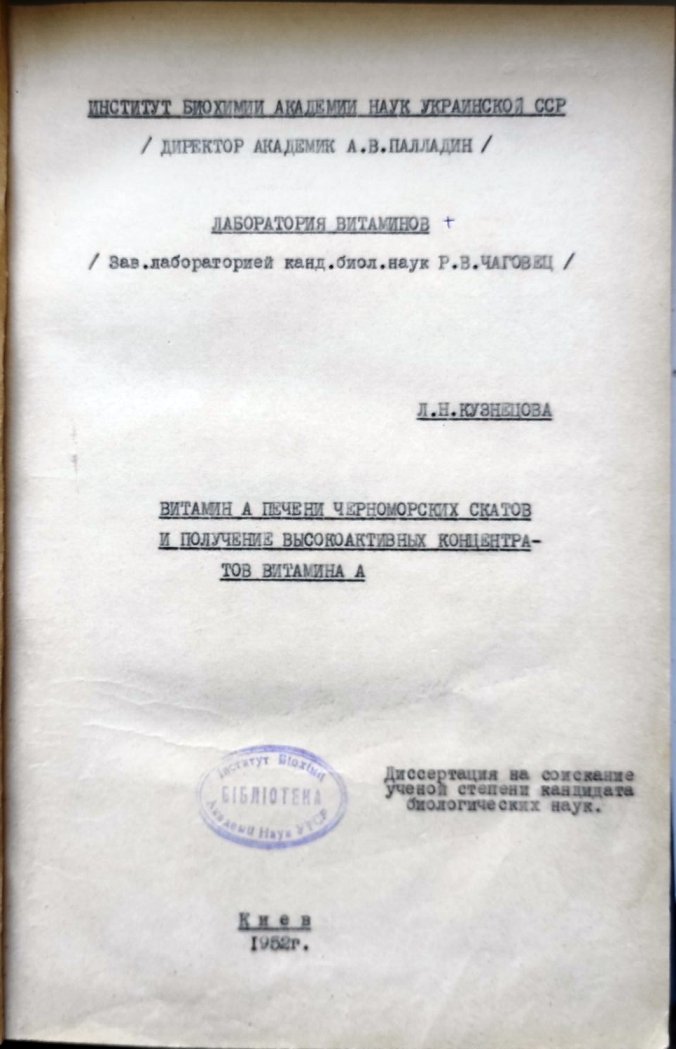 ИНСТИТУТ БИОХИМИИ АКАДЕМИИ НАУК УКРАИНСКОЙ ССР
/ ДИРЕКТОР АКАДЕМИК А.В.ПАЛЛАДИН /
ЛАБОРАТОРИЯ ВИТАМИНОВ +
/ Зав.лабораторией канд.биол.наук Р.В.ЧАГОВЕЦ /
Л.Н.КУЗНЕЦОВА
ВИТАМИН А ПЕЧЕНИ ЧЕРНОМОРСКИХ СКАТОВ
И ПОЛУЧЕНИЕ ВЫСОКОАКТИВНЫХ КОНЦЕНТРА-
ТОВ ВИТАМИНА А
Диссертация на соискание
ученой степени кандидата
биологических наук.
Інститут Біохімії
БІБЛІОТЕКА
Академії Наук УРСР
Киев
1952г.